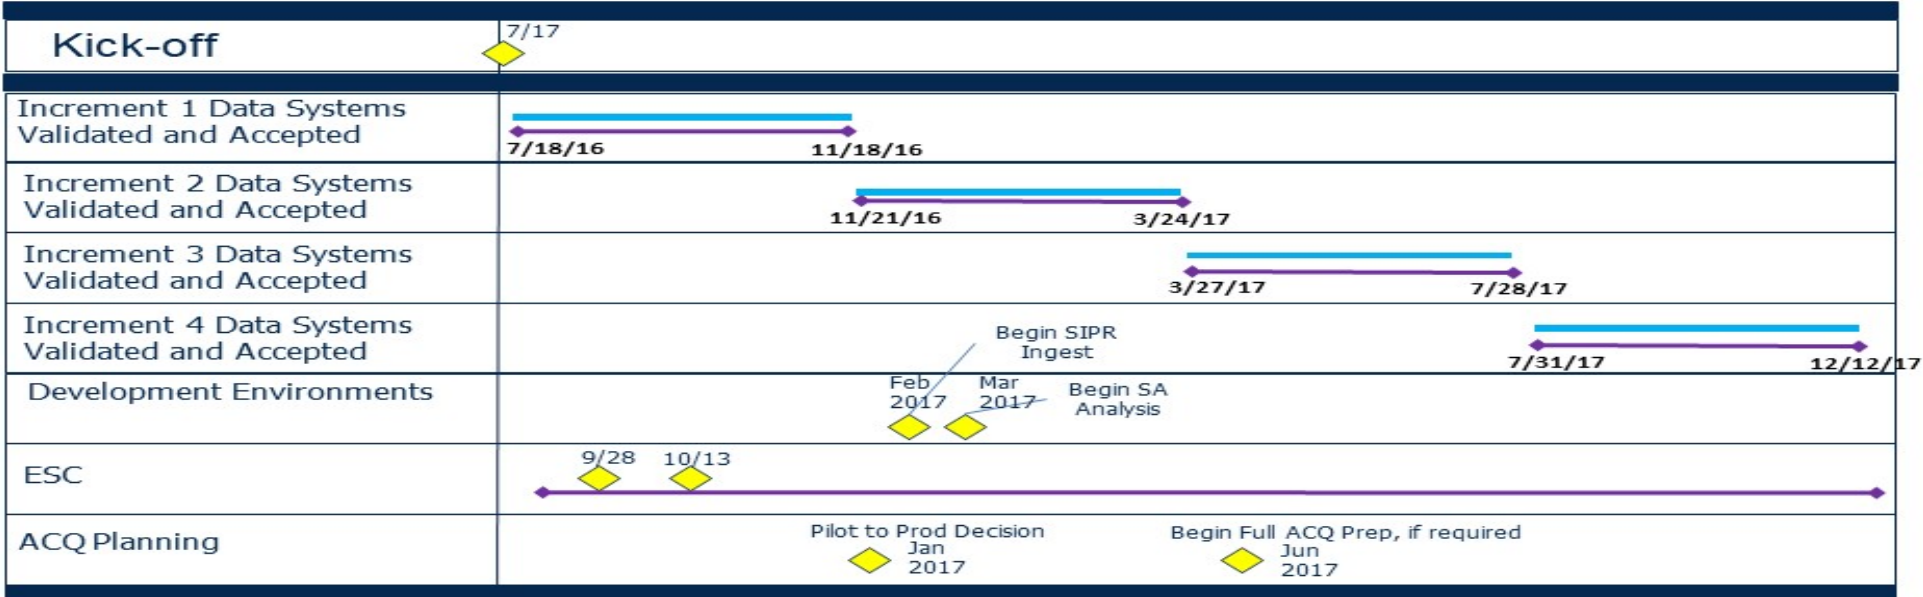 Kick-off
7/17
Increment 1 Data Systems
Validated and Accepted
7/18/16
11/18/16
Increment 2 Data Systems
Validated and Accepted
11/21/16
3/24/17
Increment 3 Data Systems
Validated and Accepted
3/27/17
7/28/17
Increment 4 Data Systems
Validated and Accepted
7/31/17
12/12/17
Begin SIPR
Ingest
Development Environments
Feb
2017
Mar
2017
Begin SA
Analysis
ESC
9/28
10/13
ACQ Planning
Pilot to Prod Decision
Jan
2017
Begin Full ACQ Prep, if required
Jun
2017